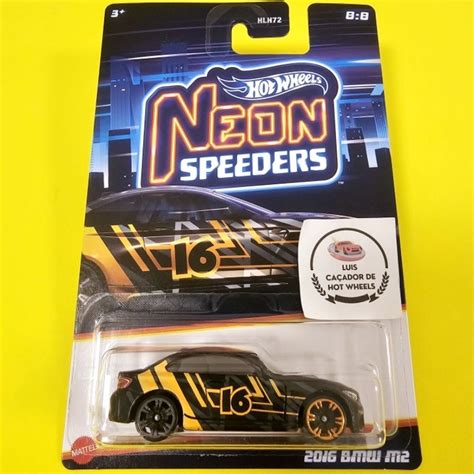 3+
HLH72
8:8
Hot Wheels
NEON
SPEEDERS
16
LUIS
CAÇADOR DE
HOT WHEELS
16
MATTEL
2016 BMW M2